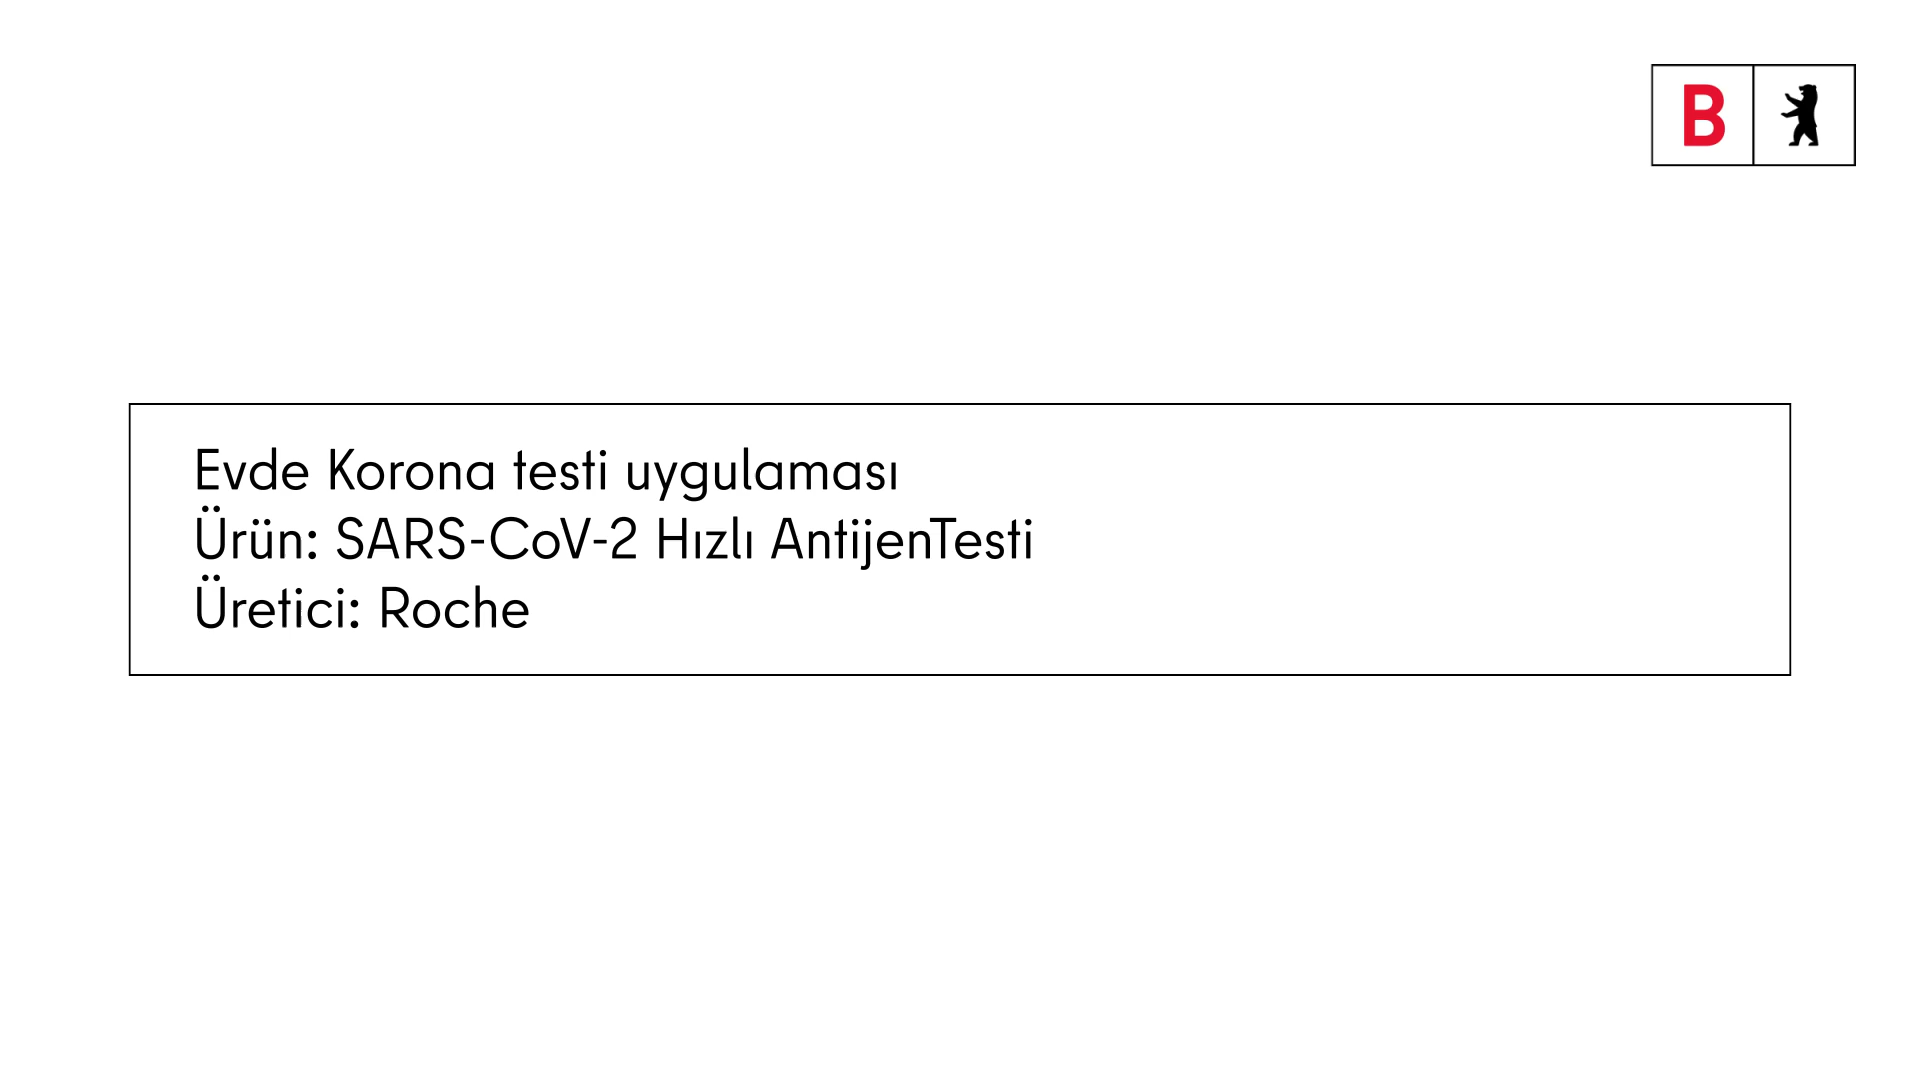 B
Evde Korona testi uygulaması
Ürün: SARS-CoV-2 Hızlı AntijenTesti
Üretici: Roche